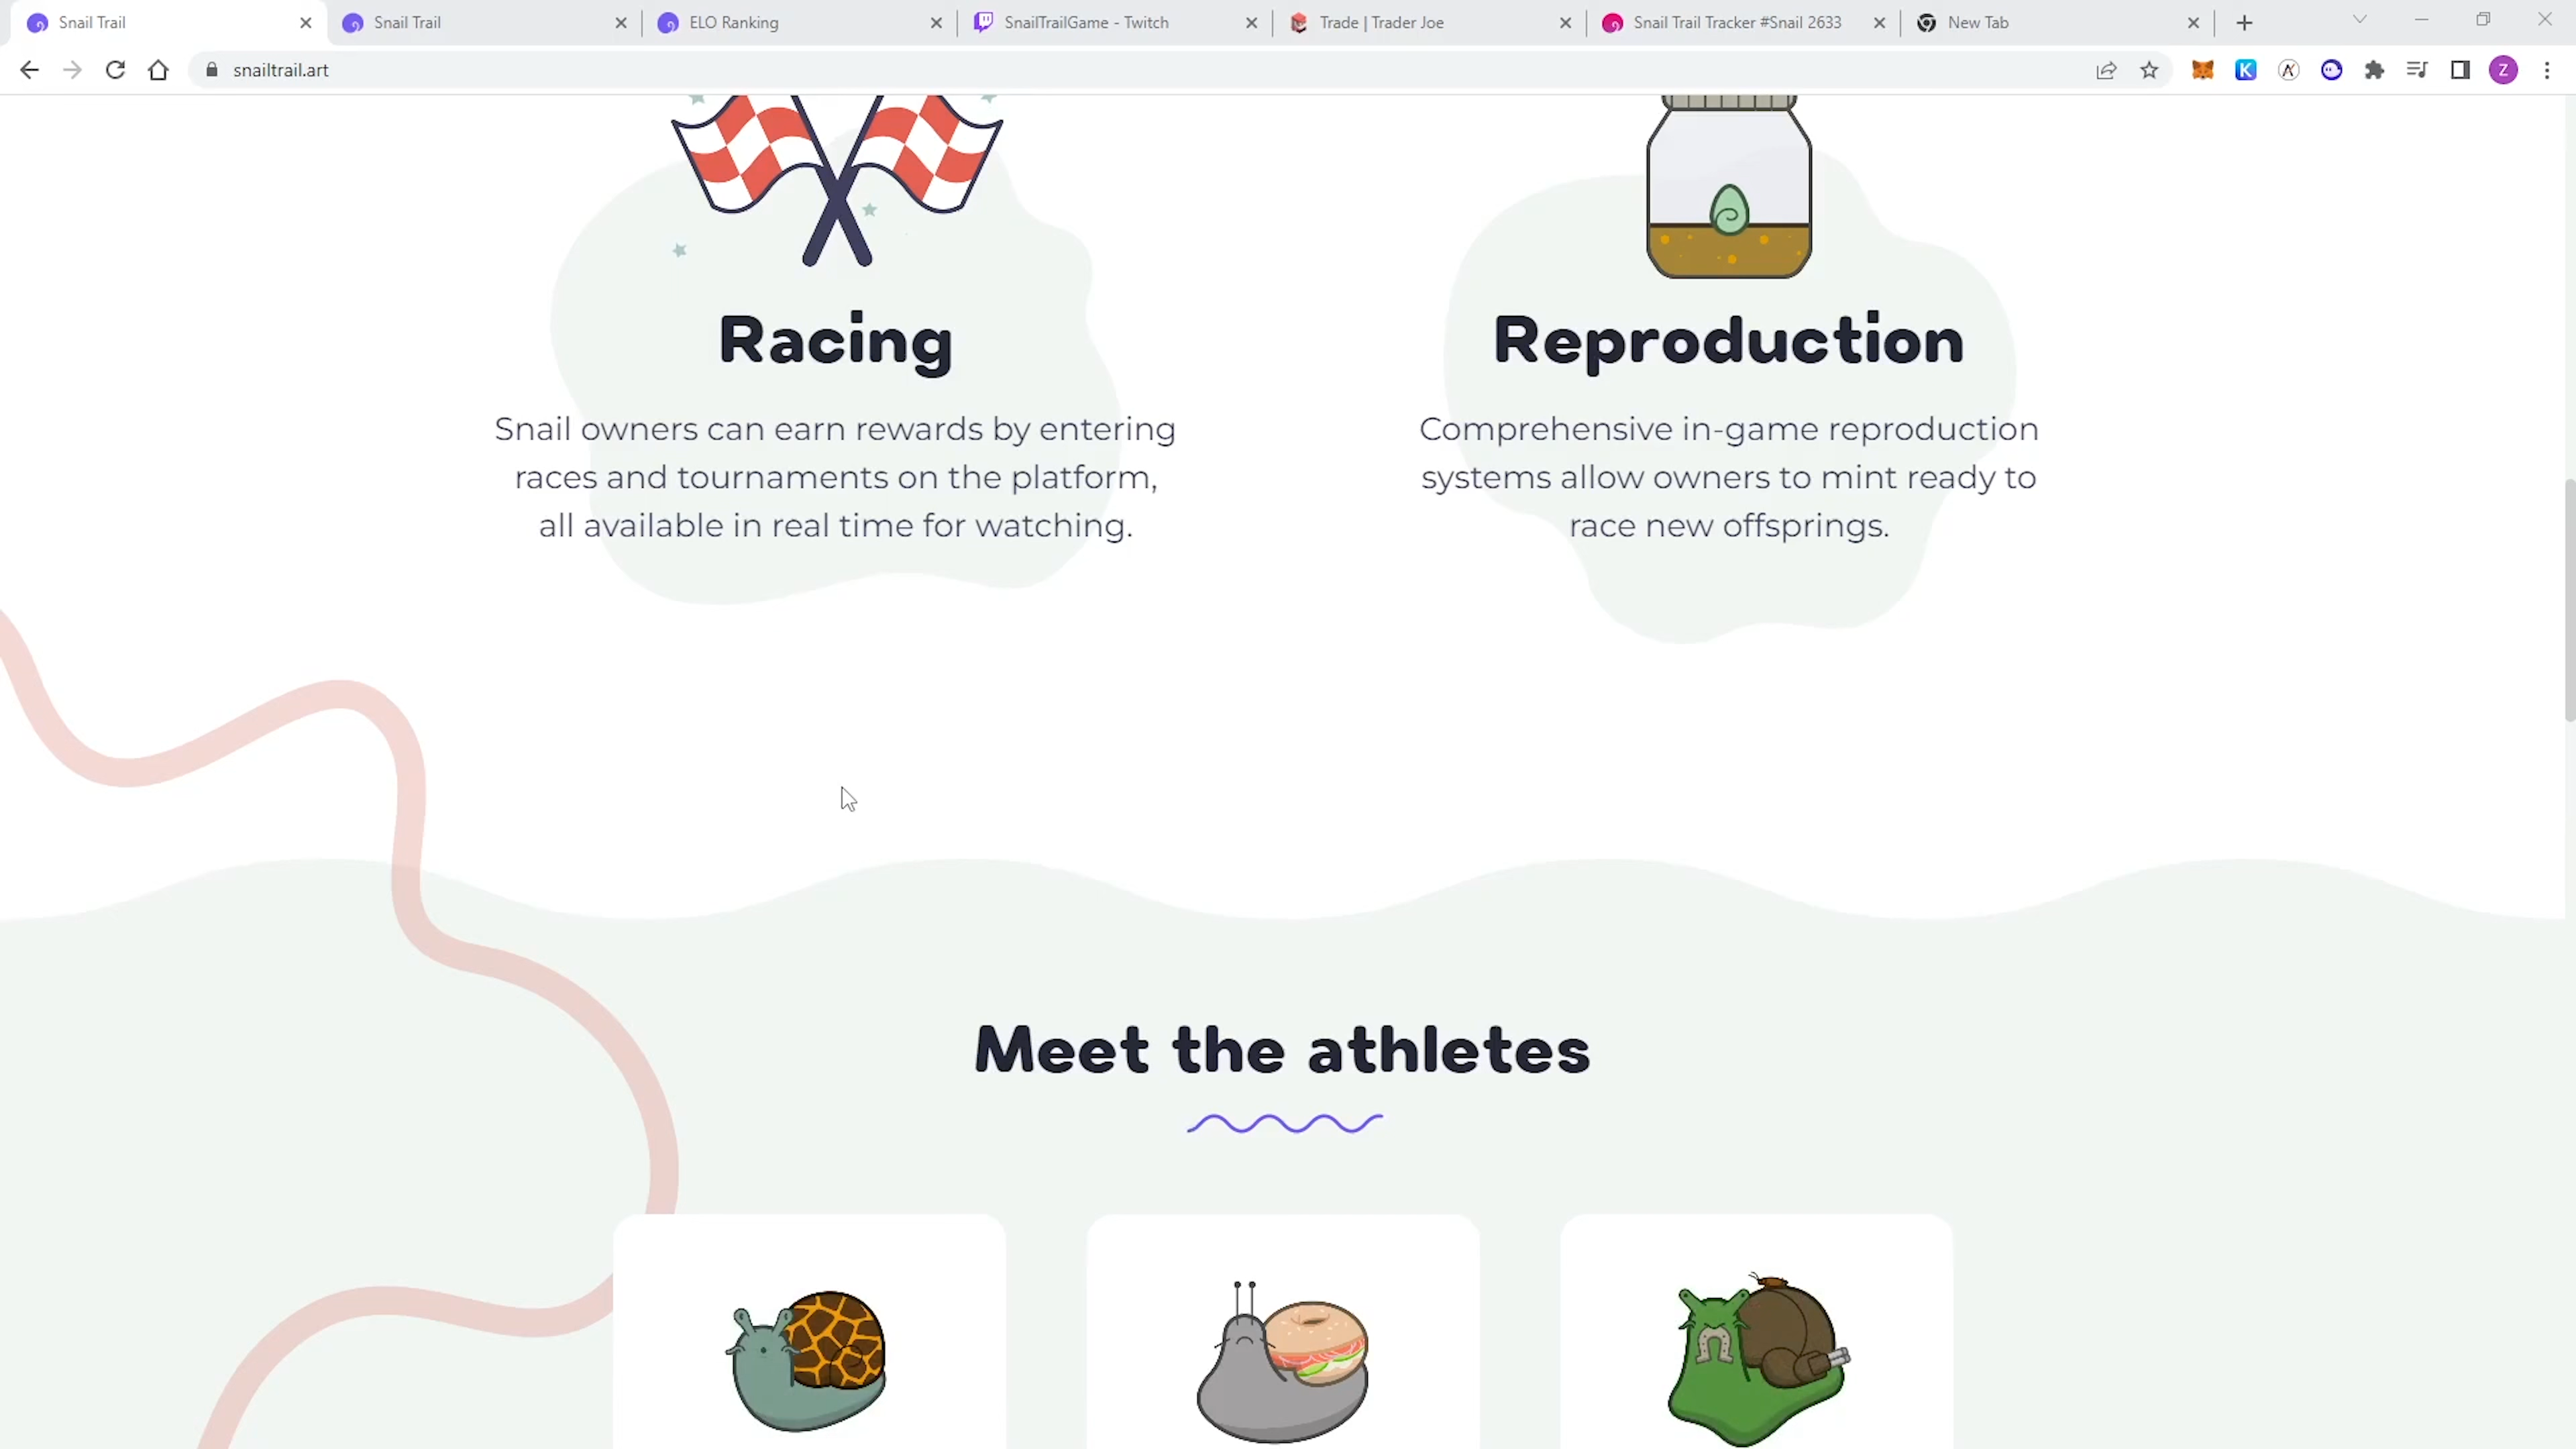 Snail Trail
Snail Trail
ELO Ranking
SnailTrailGame - Twitch
Trade | Trader Joe
Snail Trail Tracker #Snail 2633
New Tab
snailtrail.art
K
Z
Racing
Snail owners can earn rewards by entering
races and tournaments on the platform,
all available in real time for watching.
Reproduction
Comprehensive in-game reproduction
systems allow owners to mint ready to
race new offsprings.
Meet the athletes